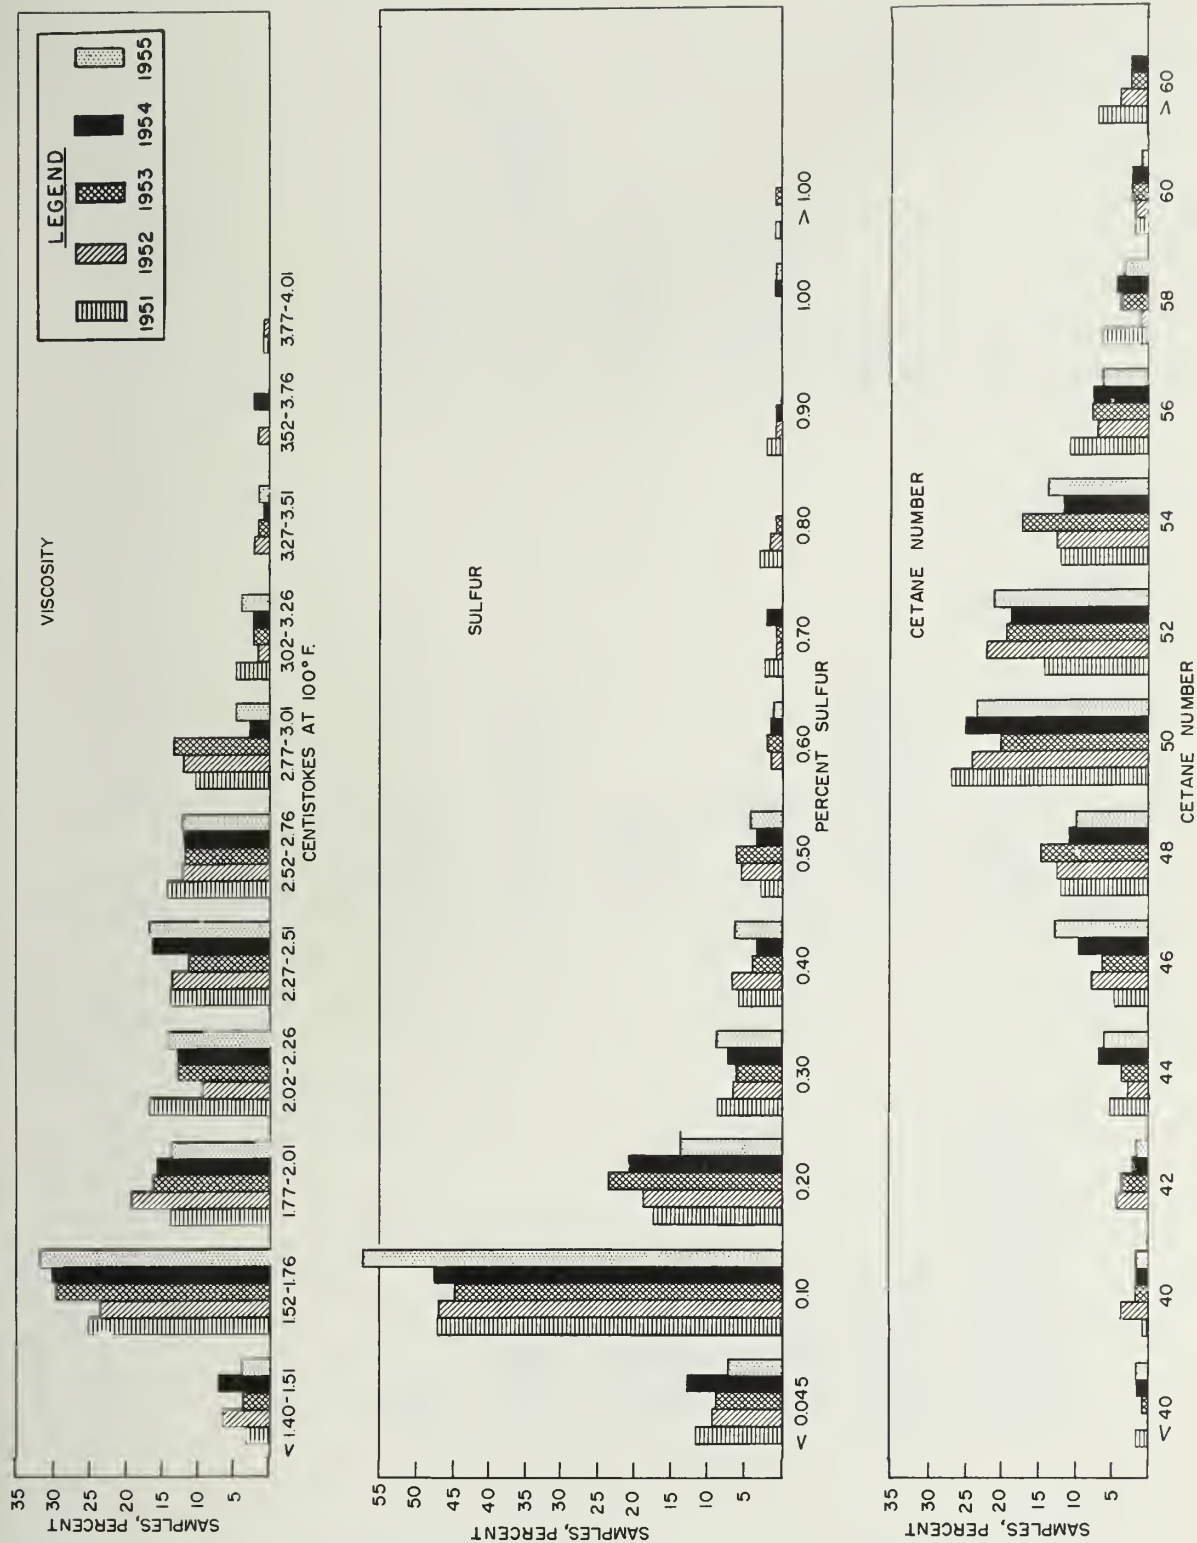 LEGEND
1951 1952 1953 1954 1955
VISCOSITY
SAMPLES, PERCENT
35
30
25
20
15
10
5
< 1.40-1.51 1.52-1.76 1.77-2.01 2.02-2.26 2.27-2.51 2.52-2.76 2.77-3.01 3.02-3.26 3.27-3.51 3.52-3.76 3.77-4.01
CENTISTOKES AT 100° F.
SULFUR
SAMPLES, PERCENT
55
50
45
40
35
30
25
20
15
10
5
< 0.045 0.10 0.20 0.30 0.40 0.50 0.60 0.70 0.80 0.90 1.00 > 1.00
PERCENT SULFUR
CETANE NUMBER
SAMPLES, PERCENT
35
30
25
20
15
10
5
< 40 40 42 44 46 48 50 52 54 56 58 60 > 60
CETANE NUMBER